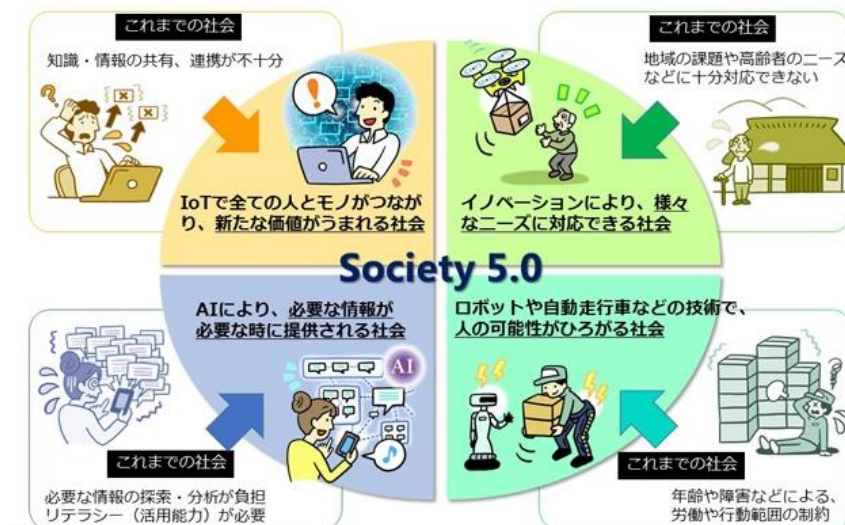 これまでの社会
知識・情報の共有、連携が不十分
IoTで全ての人とモノがつなが
り、新たな価値がうまれる社会
これまでの社会
地域の課題や高齢者のニーズ
などに十分対応できない
イノベーションにより、様々
なニーズに対応できる社会
Society 5.0
AIにより、必要な情報が
必要な時に提供される社会
AI
これまでの社会
必要な情報の探索・分析が負担
リテラシー（活用能力）が必要
ロボットや自動走行車などの技術で、
人の可能性がひろがる社会
これまでの社会
年齢や障害などによる、
労働や行動範囲の制約